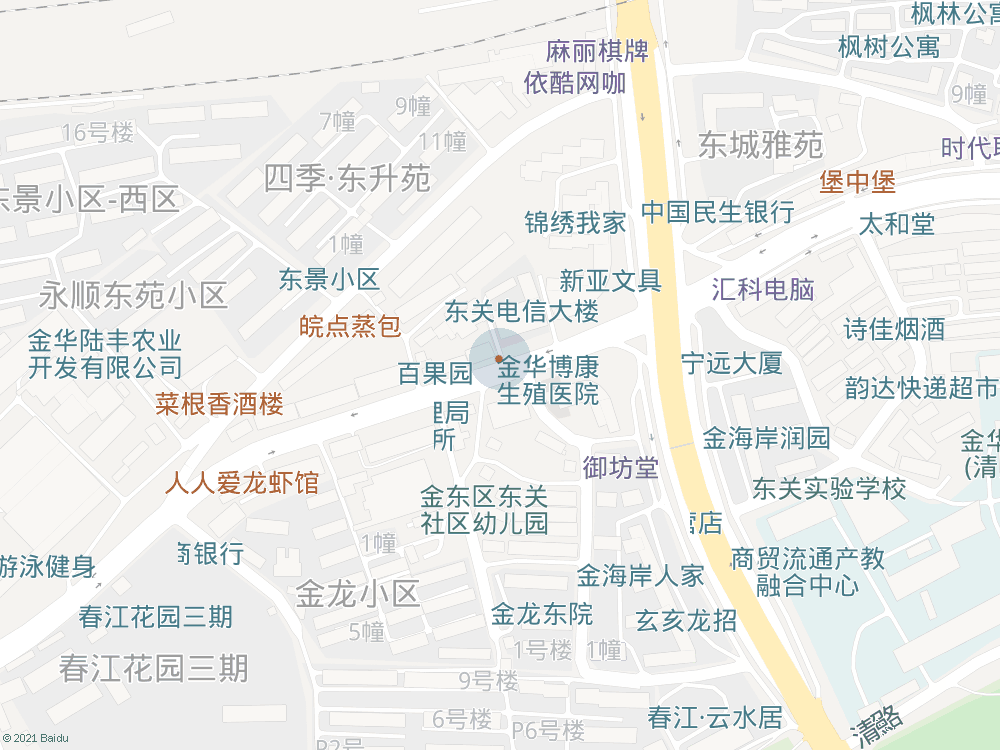 枫林公寓
麻丽棋牌
枫树公寓
依酷网咖
9幢
9幢
7幢
16号楼
11幢
东城雅苑
时代联
四季·东升苑
堡中堡
东景小区-西区
中国民生银行
锦绣我家
太和堂
1幢
东景小区
新亚文具
永顺东苑小区
汇科电脑
东关电信大楼
皖点蒸包
诗佳烟酒
金华陆丰农业
开发有限公司
百果园
金华博康
生殖医院
宁远大厦
韵达快递超市
菜根香酒楼
局
所
金海岸润园
金华
(清
御坊堂
人人爱龙虾馆
东关实验学校
金东区东关
社区幼儿园
营店
商银行
1幢
游泳健身
商贸流通产教
融合中心
金海岸人家
金龙小区
春江花园三期
金龙东院
玄亥龙招
5幢
1号楼
1幢
春江花园三期
9号楼
6号楼
春江·云水居
P6号楼
清路
P2号
© 2021 Baidu